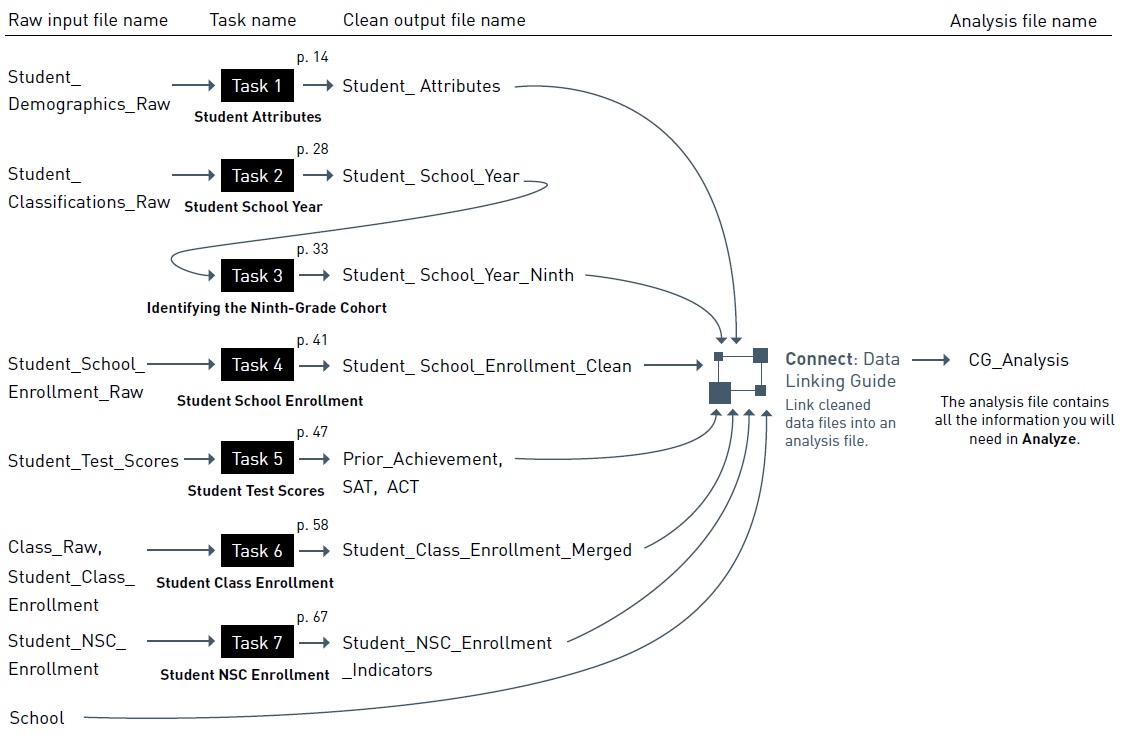 Raw input file name Task name Clean output file name Analysis file name
p. 14
Student_
Demographics_Raw
Task 1
Student_ Attributes
Student Attributes
p. 28
Student_
Classifications_Raw
Task 2
Student_ School_Year
Student School Year
p. 33
Task 3
Student_ School_Year_Ninth
Identifying the Ninth-Grade Cohort
p. 41
Student_School_
Enrollment_Raw
Task 4
Student_ School_Enrollment_Clean
Student School Enrollment
Connect: Data
Linking Guide
Link cleaned
data files into an
analysis file.
CG_Analysis
The analysis file contains
all the information you will
need in Analyze.
p. 47
Student_Test_Scores
Task 5
Prior_Achievement,
SAT, ACT
Student Test Scores
p. 58
Class_Raw,
Student_Class_
Enrollment
Task 6
Student_Class_Enrollment_Merged
Student Class Enrollment
p. 67
Student_NSC_
Enrollment
Task 7
Student_NSC_Enrollment
_Indicators
Student NSC Enrollment
School